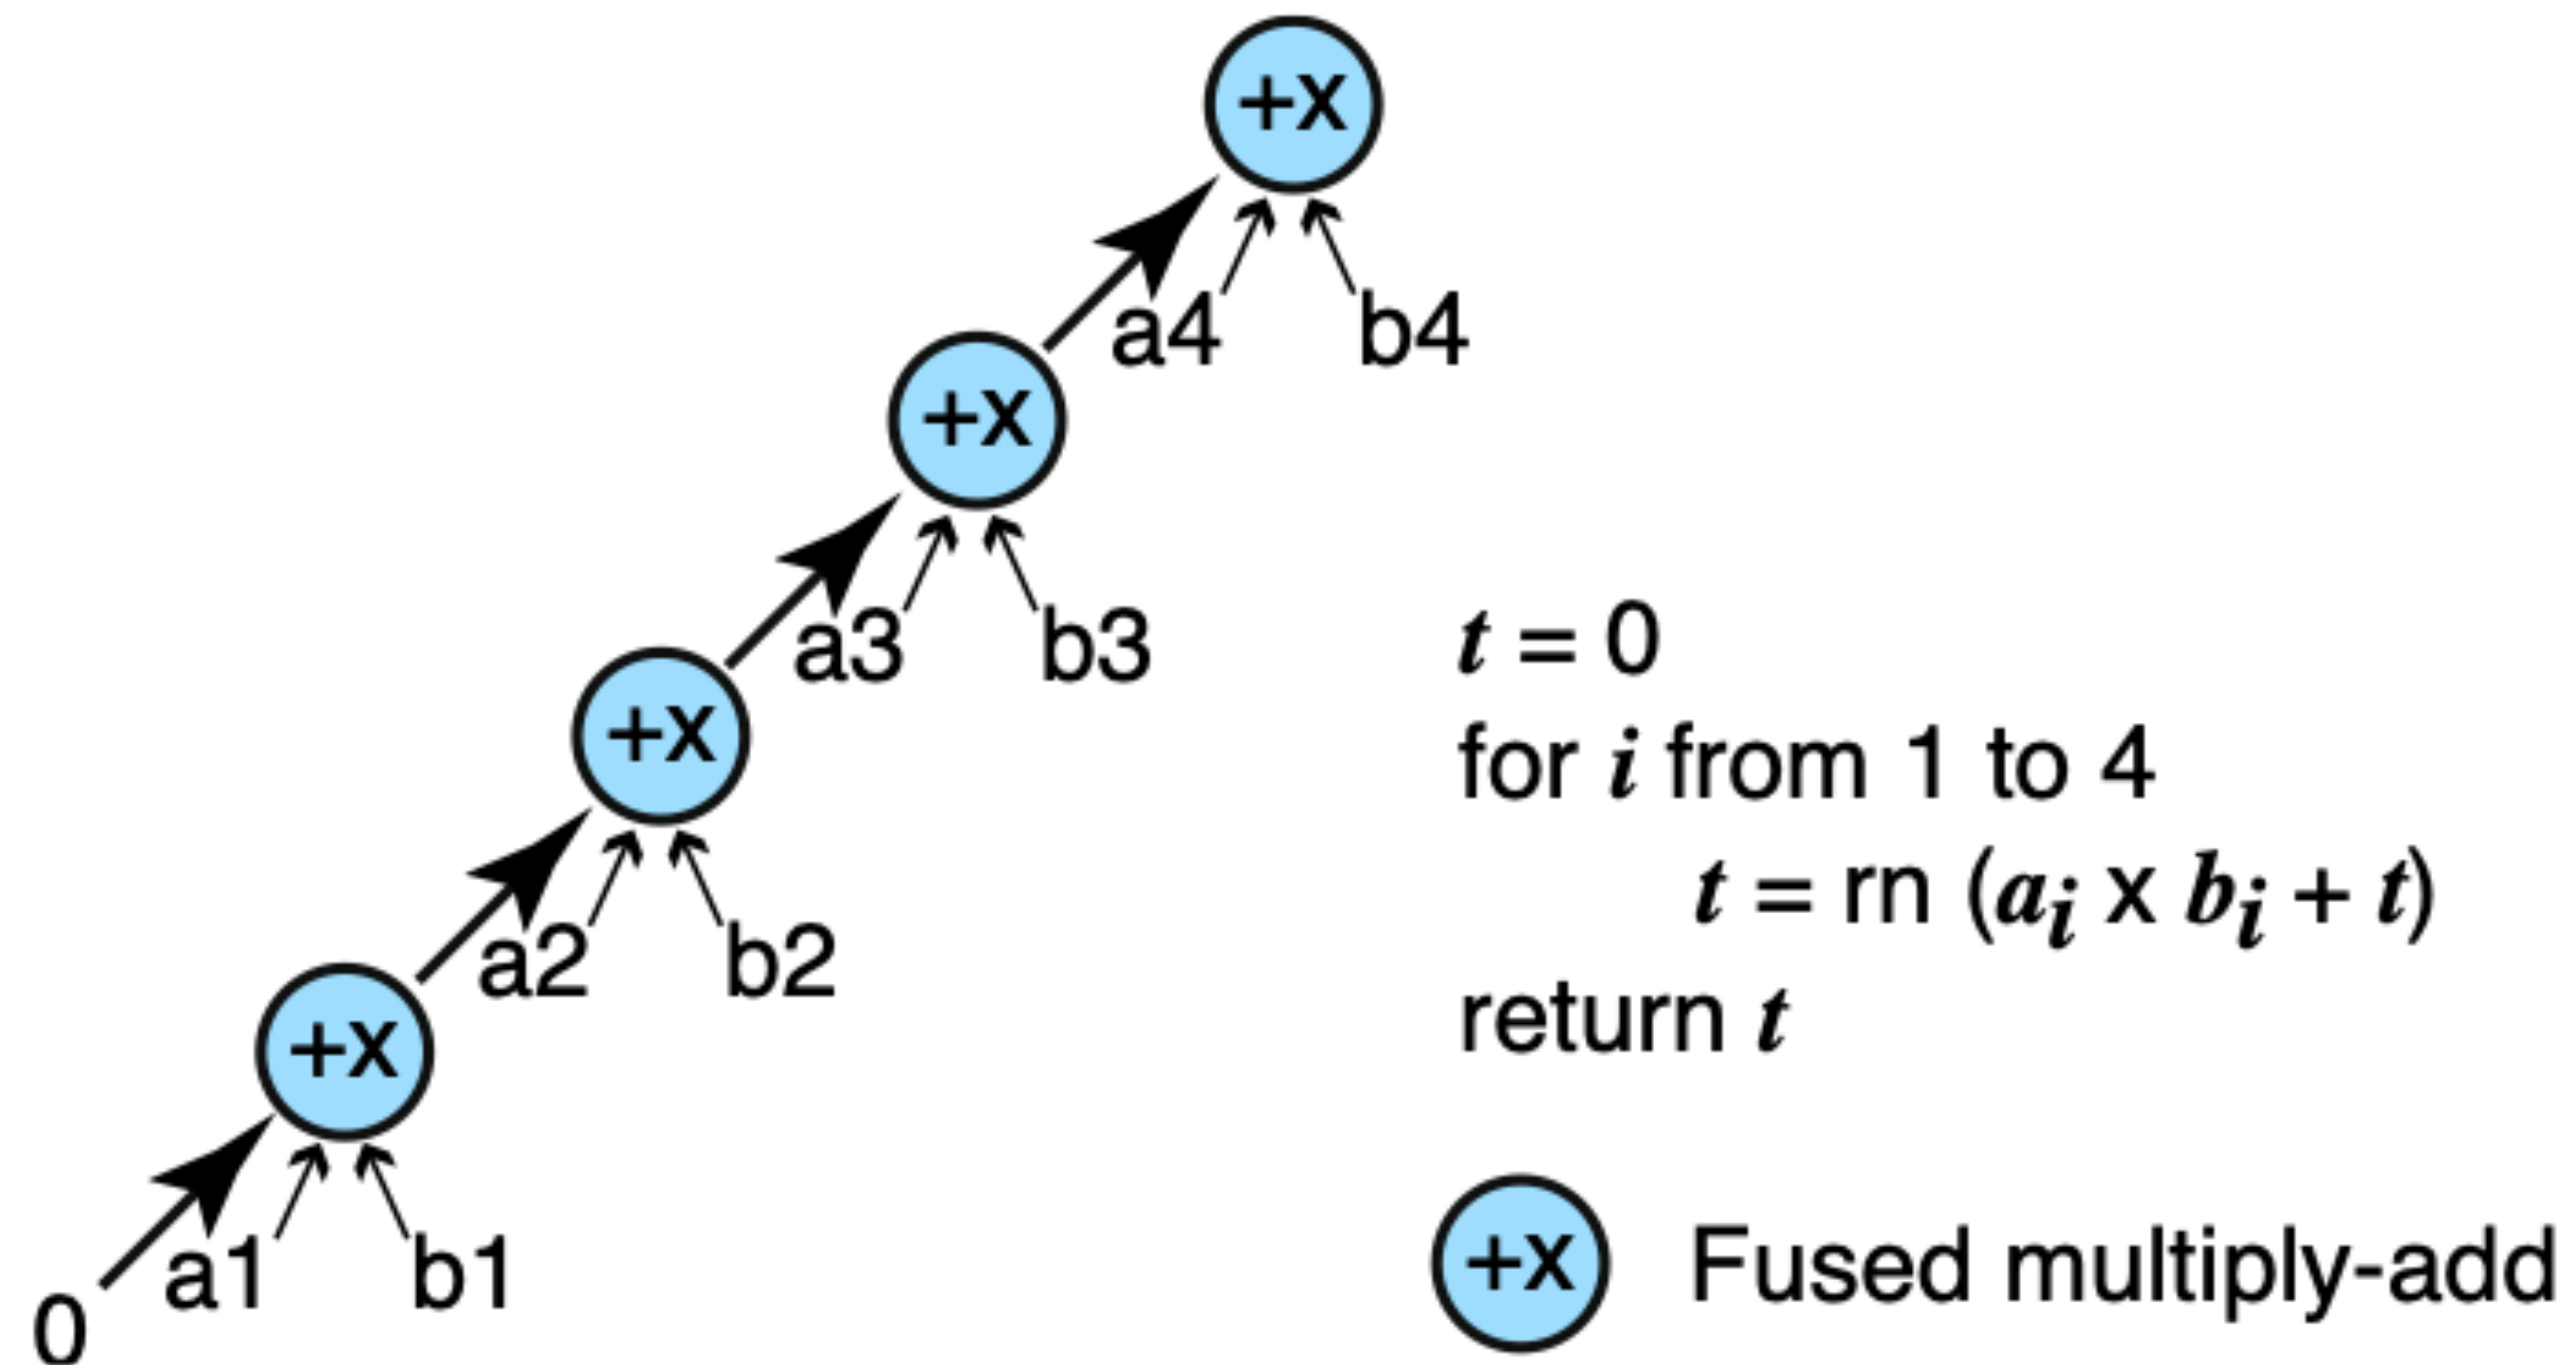 +x
a4 b4
+x
a3 b3
+x
a2 b2
+x
a1 b1
0
t = 0
for i from 1 to 4
t = rn (ai x bi + t)
return t
+x Fused multiply-add